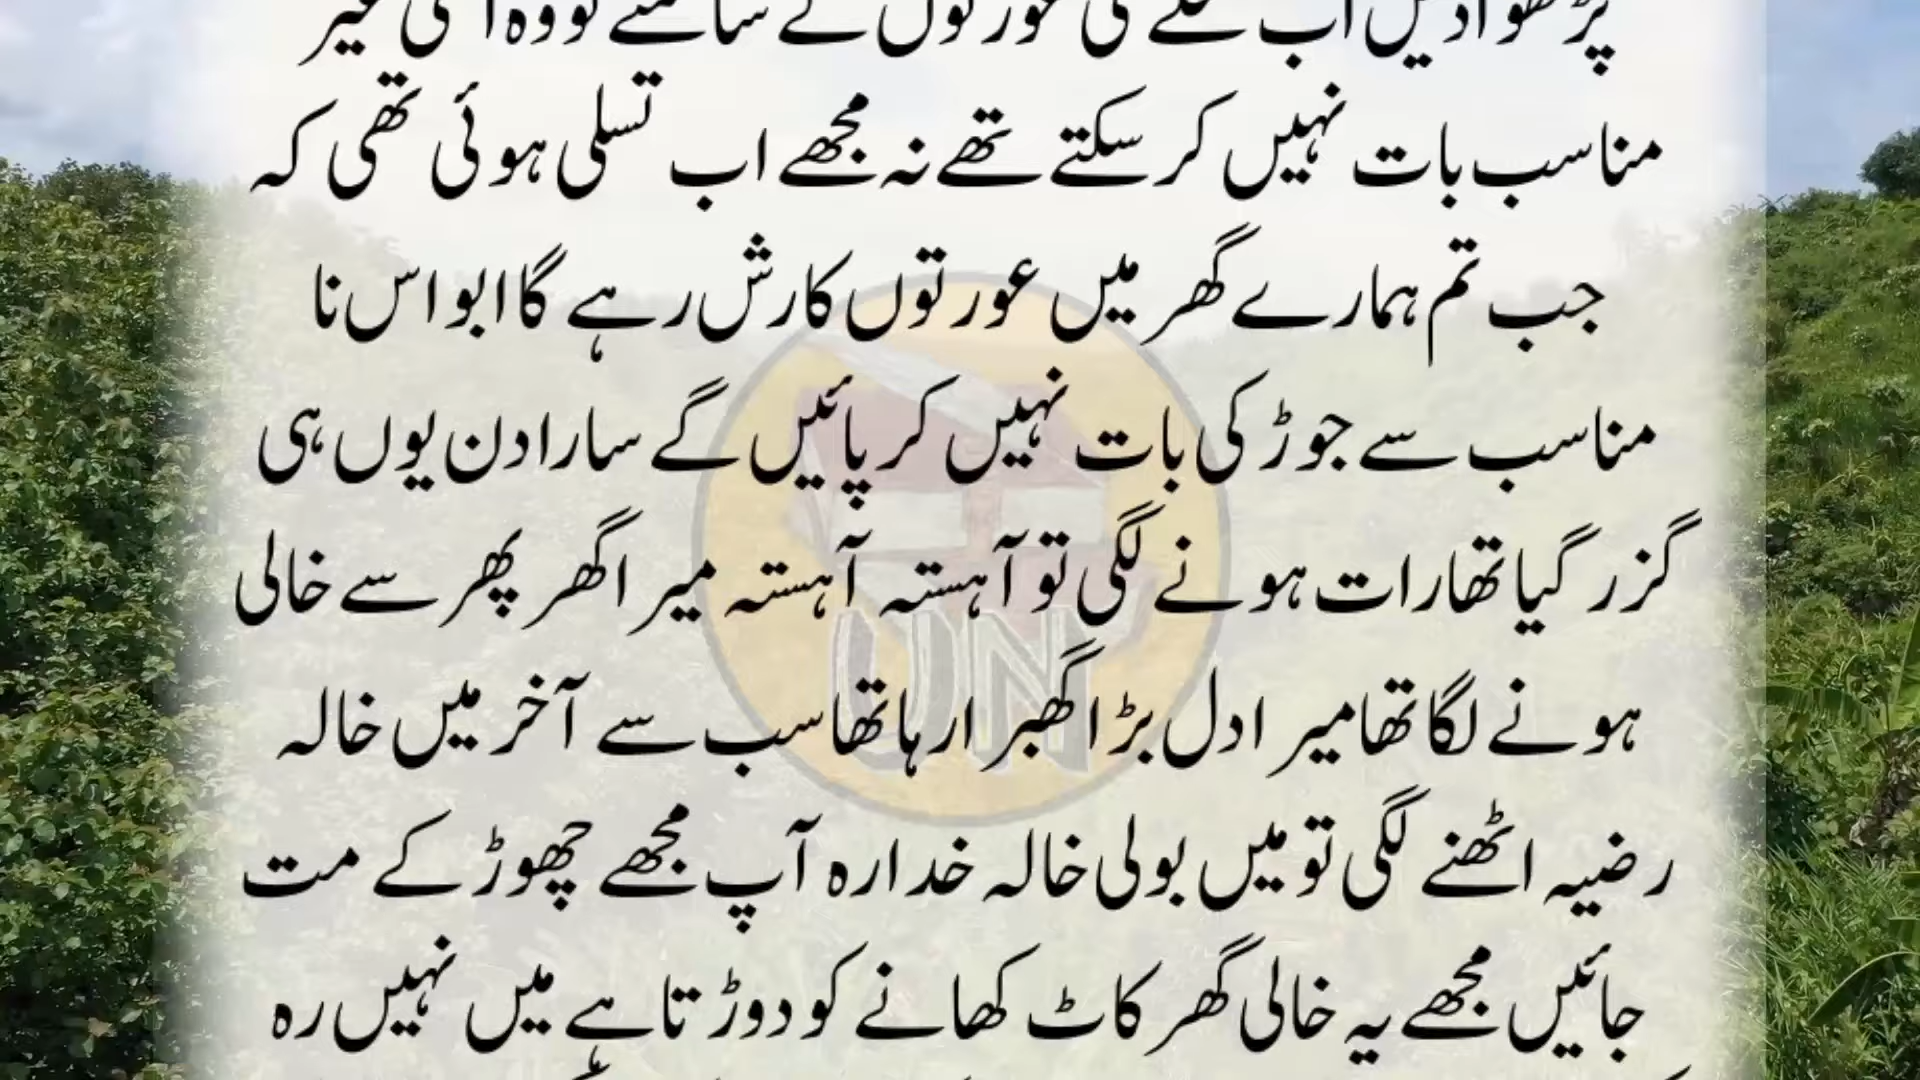 مناسب بات نہیں کر سکتے تھے نہ مجھے اب تسلی ہوئی تھی کہ
جب تم ہمارے گھر میں عورتوں کا رش رہے گا ابو اس نا
مناسب سے جوڑ کی بات نہیں کر پائیں گے سارا دن یوں ہی
گزر گیا تھا رات ہونے لگی تو آہستہ آہستہ میرا گھر پھر سے خالی
ہونے لگا تھا میرا دل بڑا گھبرا رہا تھا سب سے آخر میں خالہ
رضیہ اٹھنے لگی تو میں بولی خالہ خدارہ آپ مجھے چھوڑ کے مت
جائیں مجھے یہ خالی گھر کاٹ کھانے کو دوڑتا ہے میں نہیں رہ
UN